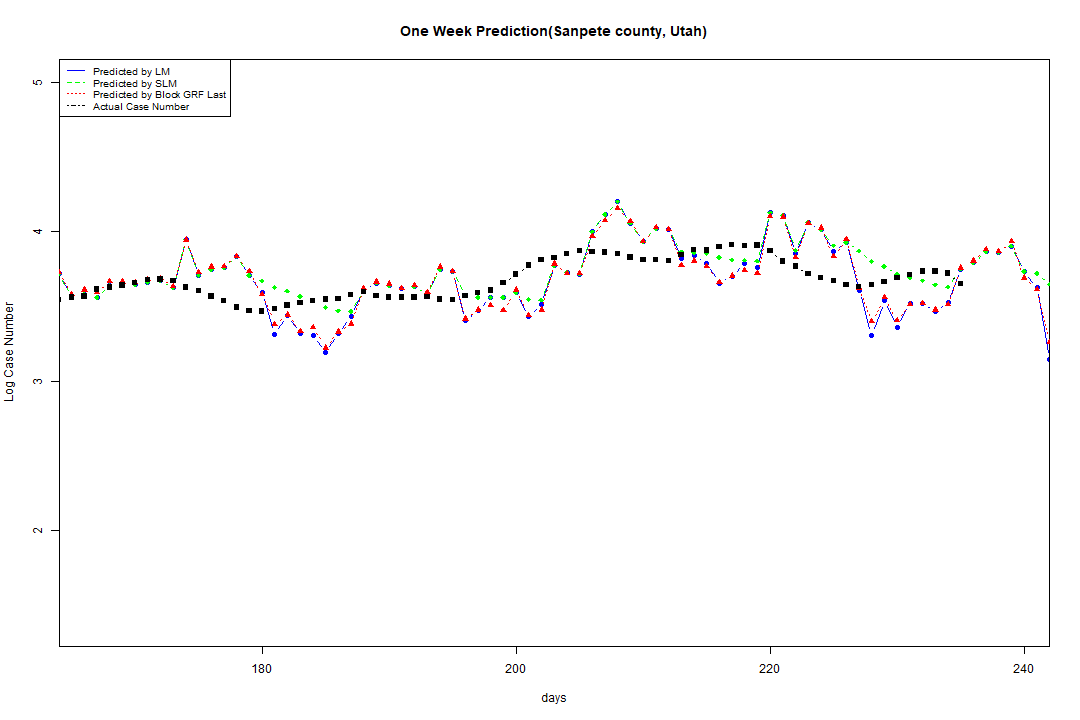 One Week Prediction(Sanpete county, Utah)
Predicted by LM
Predicted by SLM
Predicted by Block GRF Last
Actual Case Number
5
4
3
2
Log Case Number
180 200 220 240
days